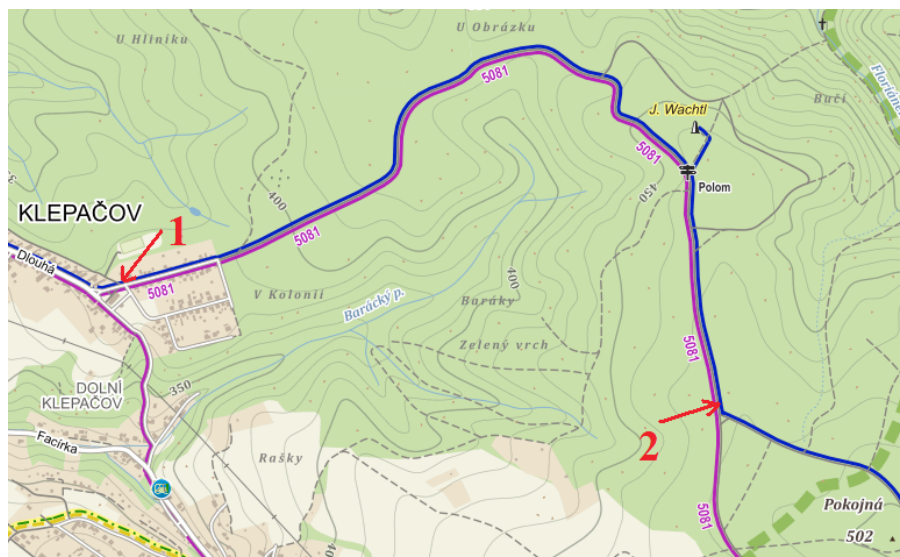 U Hliníku
U Obrázku
5081
J. Wachtl
Bučí
5081
Polom
450
400
KLEPAČOV
1
Dlouhá
5081
5081
V Kolonii
400
Barácký p.
Baráky
Zelený vrch
5081
350
DOLNÍ
KLEPAČOV
Facírka
Rašky
2
5081
Pokojná
502
400